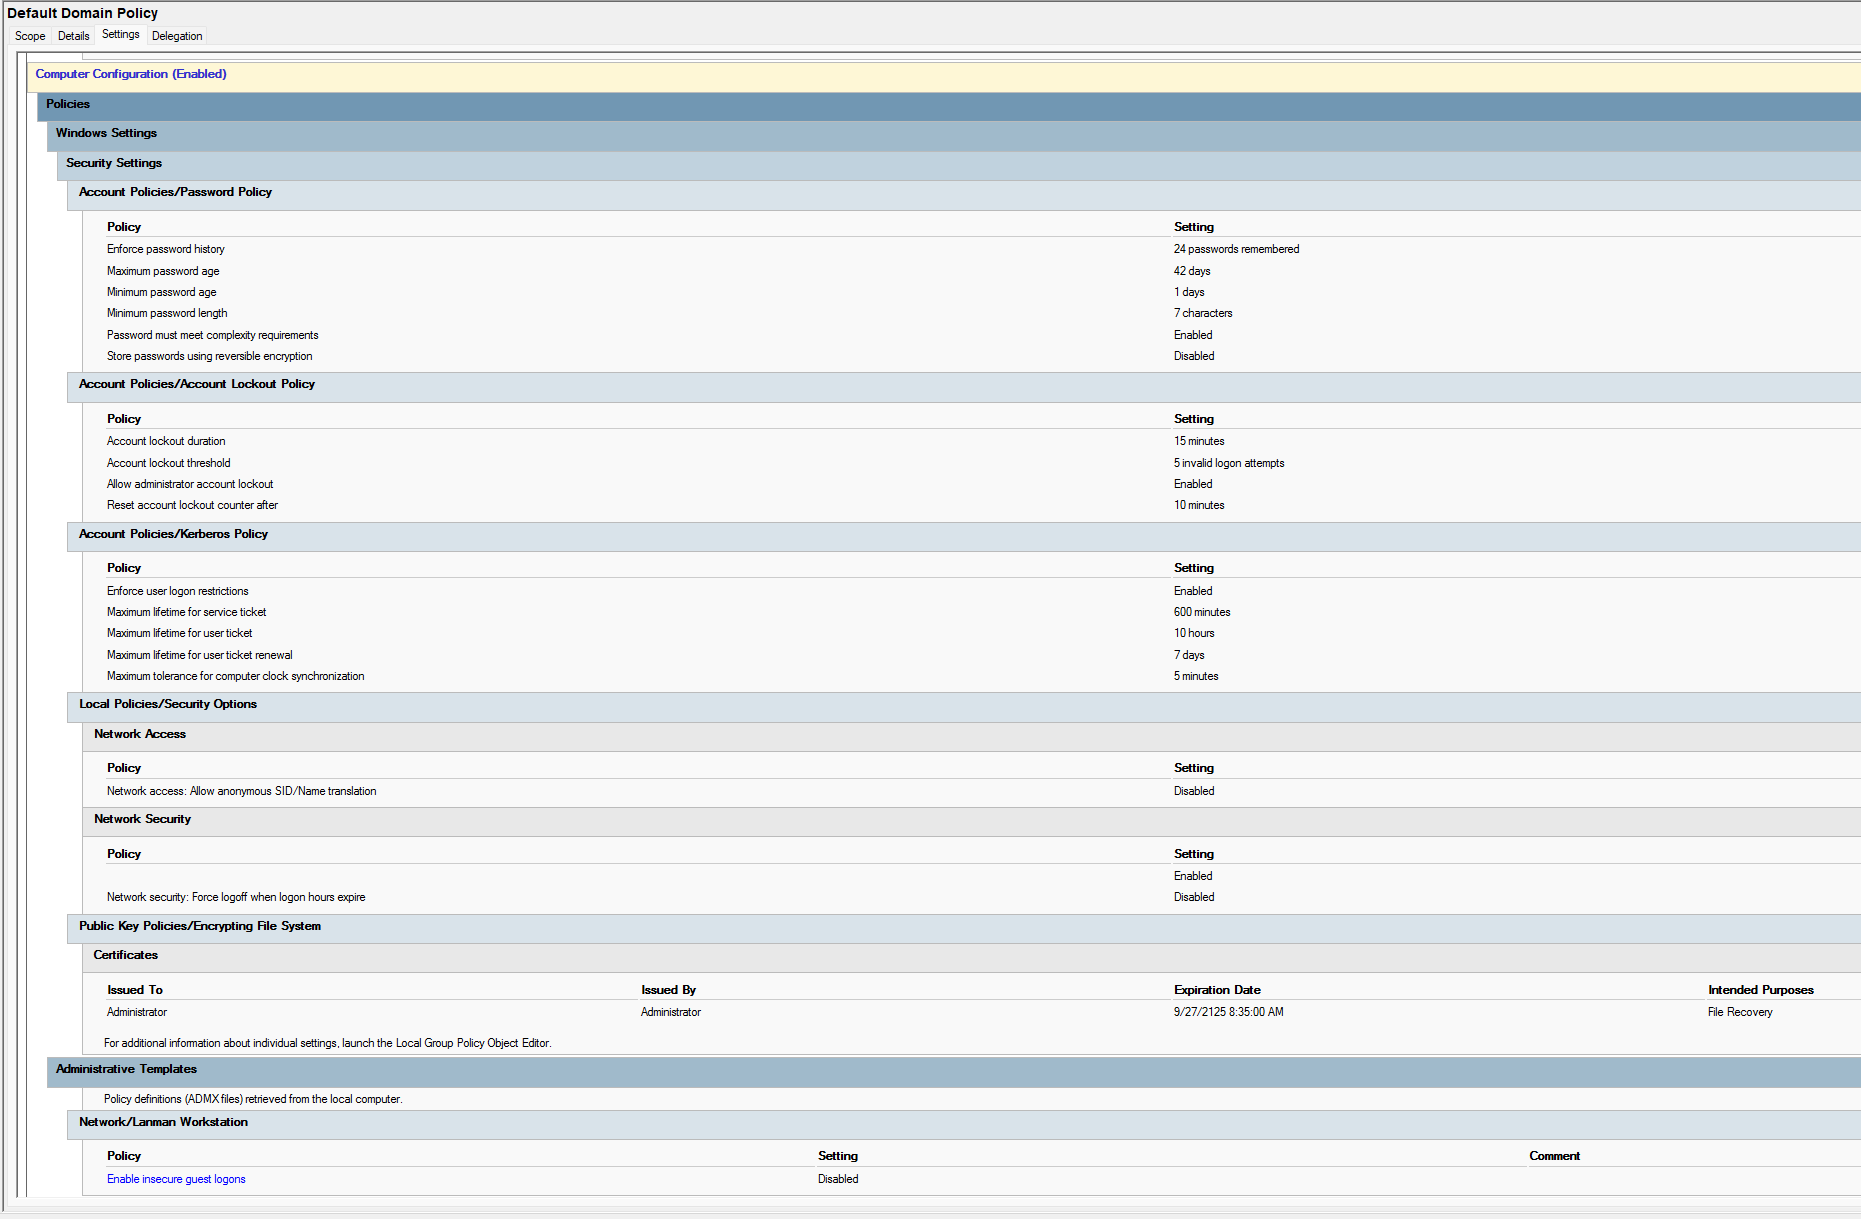 Default Domain Policy
Scope Details Settings Delegation
Computer Configuration (Enabled)
Policies
Windows Settings
Security Settings
Account Policies/Password Policy
Policy Setting
Enforce password history 24 passwords remembered
Maximum password age 42 days
Minimum password age 1 days
Minimum password length 7 characters
Password must meet complexity requirements Enabled
Store passwords using reversible encryption Disabled
Account Policies/Account Lockout Policy
Policy Setting
Account lockout duration 15 minutes
Account lockout threshold 5 invalid logon attempts
Allow administrator account lockout Enabled
Reset account lockout counter after 10 minutes
Account Policies/Kerberos Policy
Policy Setting
Enforce user logon restrictions Enabled
Maximum lifetime for service ticket 600 minutes
Maximum lifetime for user ticket 10 hours
Maximum lifetime for user ticket renewal 7 days
Maximum tolerance for computer clock synchronization 5 minutes
Local Policies/Security Options
Network Access
Policy Setting
Network access: Allow anonymous SID/Name translation Disabled
Network Security
Policy Setting
Enabled
Network security: Force logoff when logon hours expire Disabled
Public Key Policies/Encrypting File System
Certificates
Issued To Issued By Expiration Date Intended Purposes
Administrator Administrator 9/27/2125 8:35:00 AM File Recovery
For additional information about individual settings, launch the Local Group Policy Object Editor.
Administrative Templates
Policy definitions (ADMX files) retrieved from the local computer.
Network/Lanman Workstation
Policy Setting Comment
Enable insecure guest logons Disabled